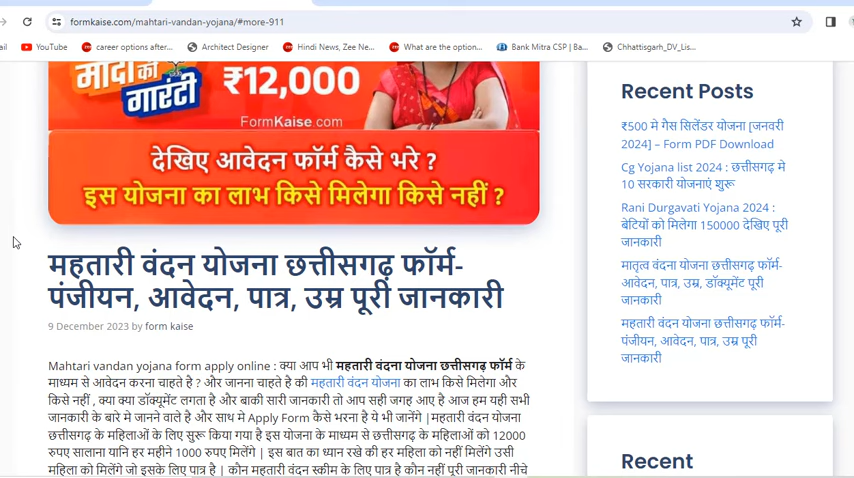 formkaise.com/mahtari-vandan-yojana/#more-911
ail
YouTube
career options after...
Architect Designer
Hindi News, Zee Ne...
What are the option...
Bank Mitra CSP | Ba...
Chhattisgarh_DV_Lis...
मोदी की
गारंटी
₹12,000
FormKaise.com
देखिए आवेदन फॉर्म कैसे भरे ?
इस योजना का लाभ किसे मिलेगा किसे नहीं ?
महतारी वंदन योजना छत्तीसगढ़ फॉर्म-
पंजीयन, आवेदन, पात्र, उम्र पूरी जानकारी
9 December 2023 by form kaise
Mahtari vandan yojana form apply online : क्या आप भी महतारी वंदना योजना छत्तीसगढ़ फॉर्म के
माध्यम से आवेदन करना चाहते है ? और जानना चाहते है की महतारी वंदन योजना का लाभ किसे मिलेगा और
किसे नहीं , क्या क्या डॉक्यूमेंट लगता है और बाकी सारी जानकारी तो आप सही जगह आए है आज हम यही सभी
जानकारी के बारे मे जानने वाले है और साथ मे Apply Form कैसे भरना है ये भी जानेंगे |महतारी वंदन योजना
छत्तीसगढ़ के महिलाओं के लिए सुरू किया गया है इस योजना के माध्यम से छत्तीसगढ़ के महिलाओं को 12000
रुपए सालाना यानि हर महीने 1000 रुपए मिलेंगे | इस बात का ध्यान रखे की हर महिला को नहीं मिलेंगे उसी
महिला को मिलेंगे जो इसके लिए पात्र है | कौन महतारी वंदन स्कीम के लिए पात्र है कौन नहीं पूरी जानकारी नीचे
Recent Posts
₹500 मे गैस सिलेंडर योजना [जनवरी
2024] – Form PDF Download
Cg Yojana list 2024 : छत्तीसगढ़ मे
10 सरकारी योजनाएं शुरू
Rani Durgavati Yojana 2024 :
बेटियों को मिलेगा 150000 देखिए पूरी
जानकारी
मातृत्व वंदना योजना छत्तीसगढ़ फॉर्म-
आवेदन, पात्र, उम्र, डॉक्यूमेंट पूरी
जानकारी
महतारी वंदन योजना छत्तीसगढ़ फॉर्म-
पंजीयन, आवेदन, पात्र, उम्र पूरी
जानकारी
Recent